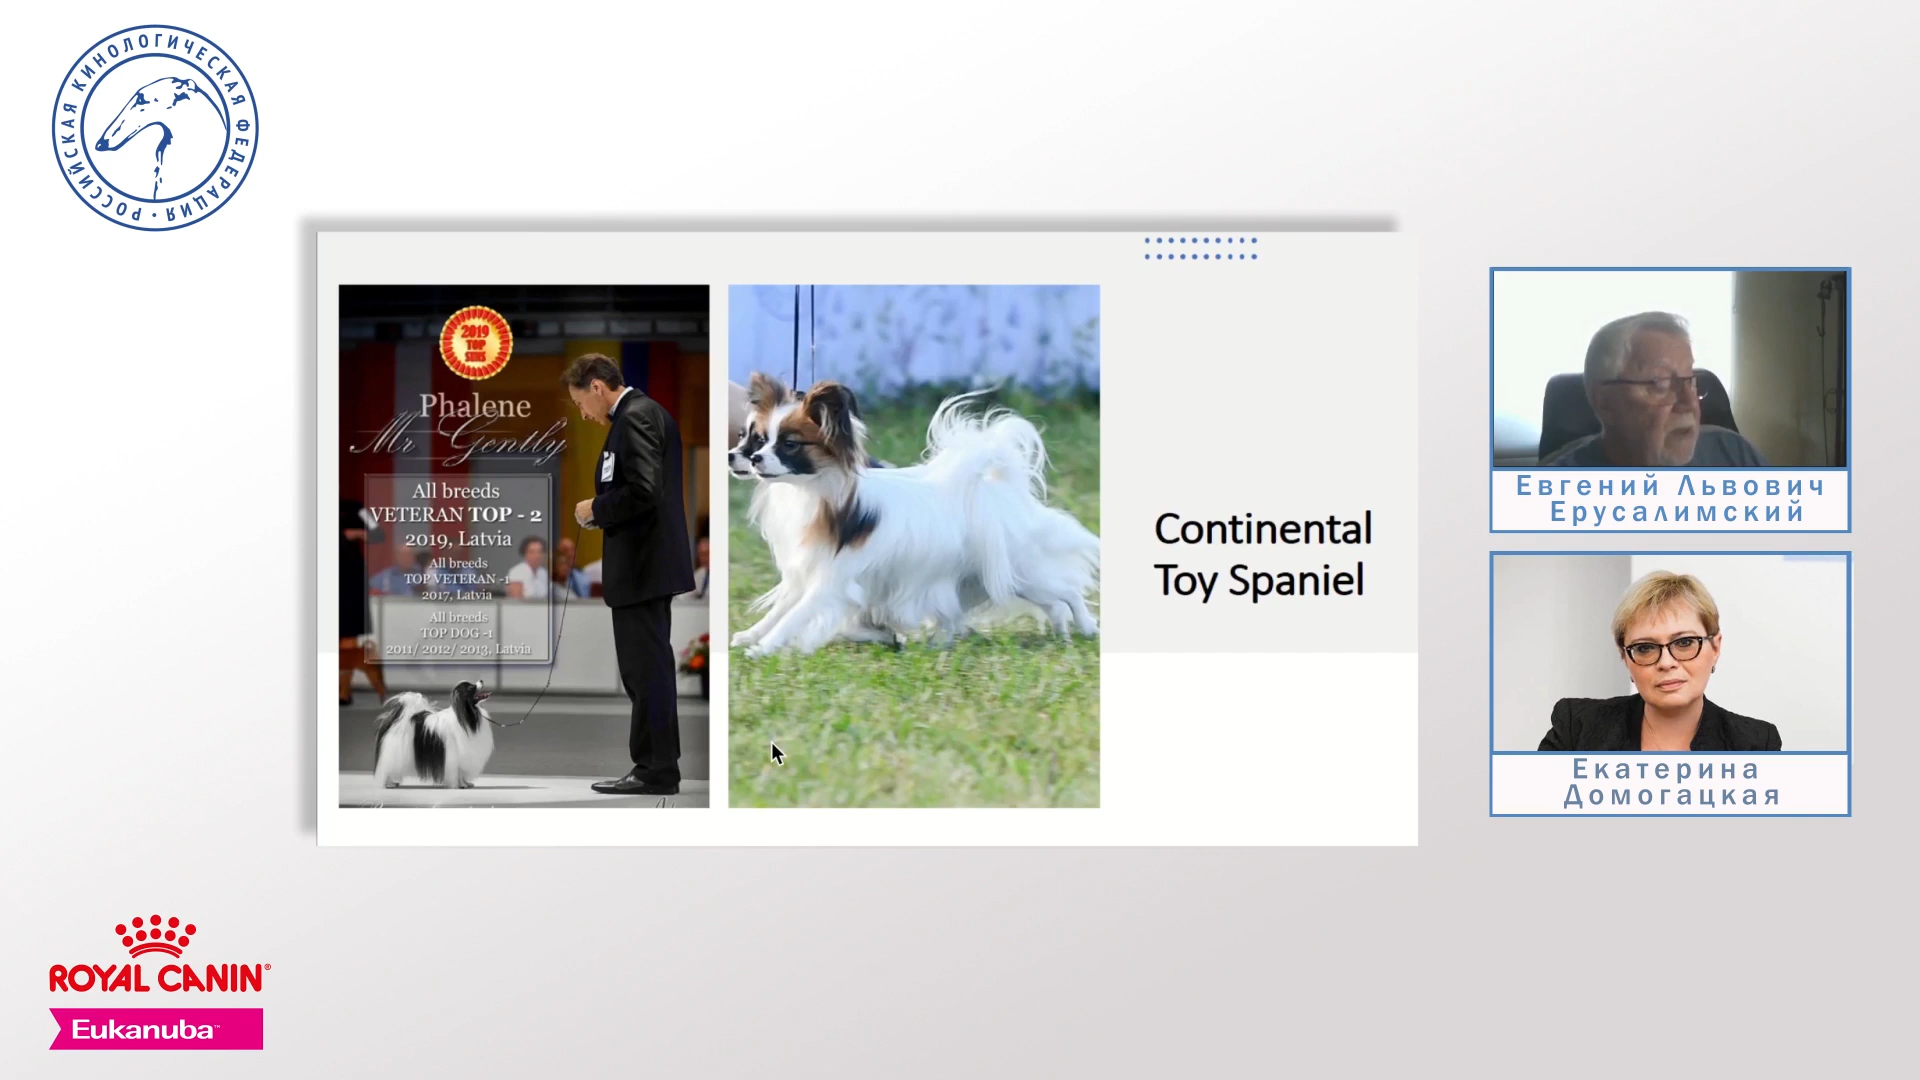 РОССИЙСКАЯ КИНОЛОГИЧЕСКАЯ ФЕДЕРАЦИЯ
2019
TOP
Phalene
Mr Gently
All breeds
VETERAN TOP - 2
2019, Latvia
All breeds
TOP VETERAN -1
2017, Latvia
All breeds
TOP DOG -1
2011/ 2012/ 2013, Latvia
Continental
Toy Spaniel
Евгений Львович
Ерусалимский
Екатерина
Домогацкая
ROYAL CANIN®
Eukanuba™